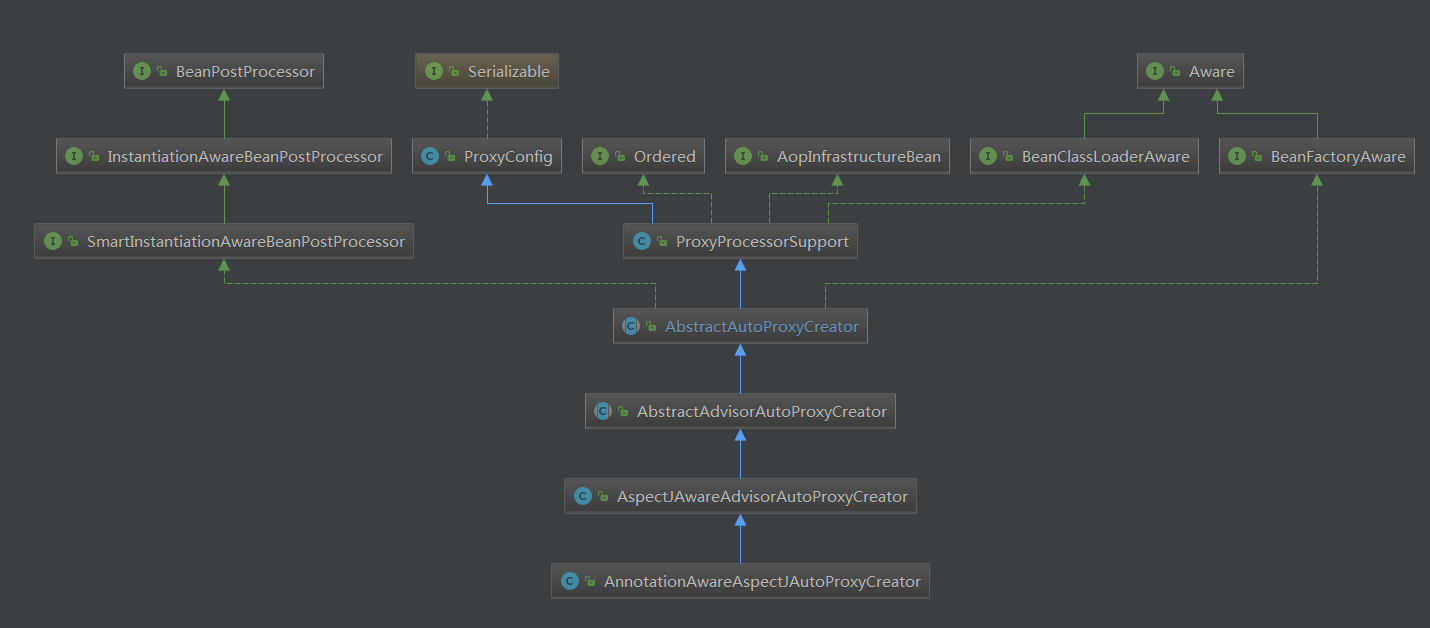 BeanPostProcessor
Serializable
Aware
InstantiationAwareBeanPostProcessor
ProxyConfig
Ordered
AopInfrastructureBean
BeanClassLoaderAware
BeanFactoryAware
SmartInstantiationAwareBeanPostProcessor
ProxyProcessorSupport
AbstractAutoProxyCreator
AbstractAdvisorAutoProxyCreator
AspectJAwareAdvisorAutoProxyCreator
AnnotationAwareAspectJAutoProxyCreator